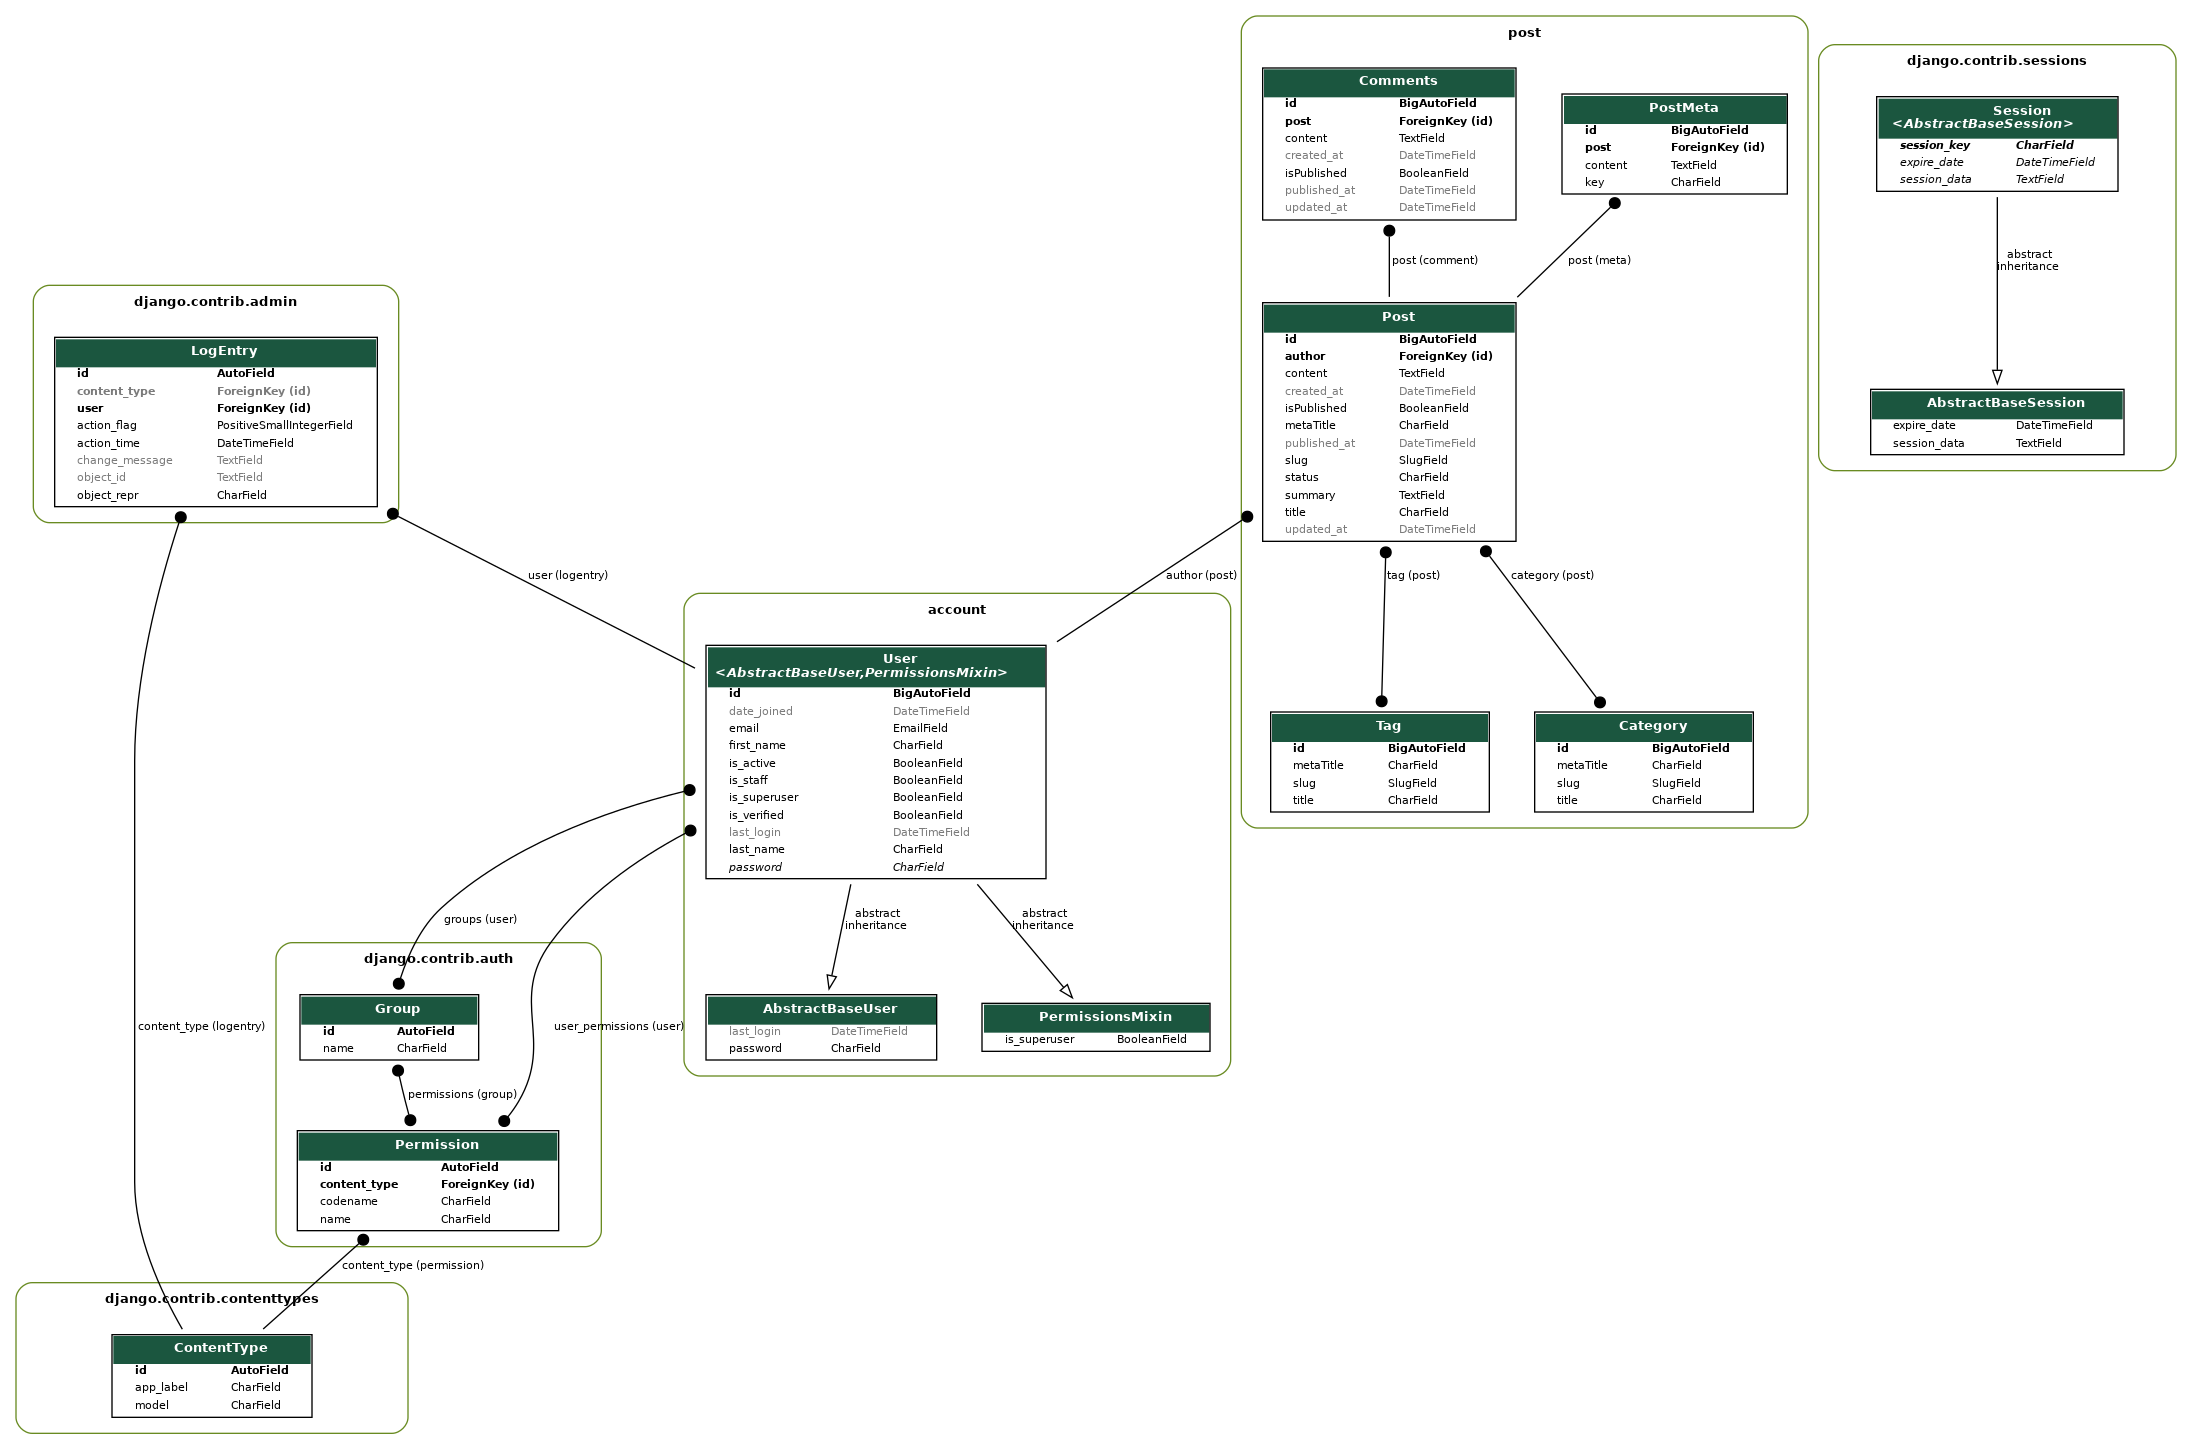 post
Comments
id BigAutoField
post ForeignKey (id)
content TextField
created_at DateTimeField
isPublished BooleanField
published_at DateTimeField
updated_at DateTimeField
PostMeta
id BigAutoField
post ForeignKey (id)
content TextField
key CharField
post (comment)
post (meta)
Post
id BigAutoField
author ForeignKey (id)
content TextField
created_at DateTimeField
isPublished BooleanField
metaTitle CharField
published_at DateTimeField
slug SlugField
status CharField
summary TextField
title CharField
updated_at DateTimeField
author (post)
tag (post)
category (post)
Tag
id BigAutoField
metaTitle CharField
slug SlugField
title CharField
Category
id BigAutoField
metaTitle CharField
slug SlugField
title CharField
django.contrib.sessions
Session
<AbstractBaseSession>
session_key CharField
expire_date DateTimeField
session_data TextField
abstract
inheritance
AbstractBaseSession
expire_date DateTimeField
session_data TextField
django.contrib.admin
LogEntry
id AutoField
content_type ForeignKey (id)
user ForeignKey (id)
action_flag PositiveSmallIntegerField
action_time DateTimeField
change_message TextField
object_id TextField
object_repr CharField
user (logentry)
account
User
<AbstractBaseUser,PermissionsMixin>
id BigAutoField
date_joined DateTimeField
email EmailField
first_name CharField
is_active BooleanField
is_staff BooleanField
is_superuser BooleanField
is_verified BooleanField
last_login DateTimeField
last_name CharField
password CharField
abstract
inheritance
abstract
inheritance
AbstractBaseUser
last_login DateTimeField
password CharField
PermissionsMixin
is_superuser BooleanField
groups (user)
django.contrib.auth
Group
id AutoField
name CharField
content_type (logentry)
user_permissions (user)
permissions (group)
Permission
id AutoField
content_type ForeignKey (id)
codename CharField
name CharField
content_type (permission)
django.contrib.contenttypes
ContentType
id AutoField
app_label CharField
model CharField